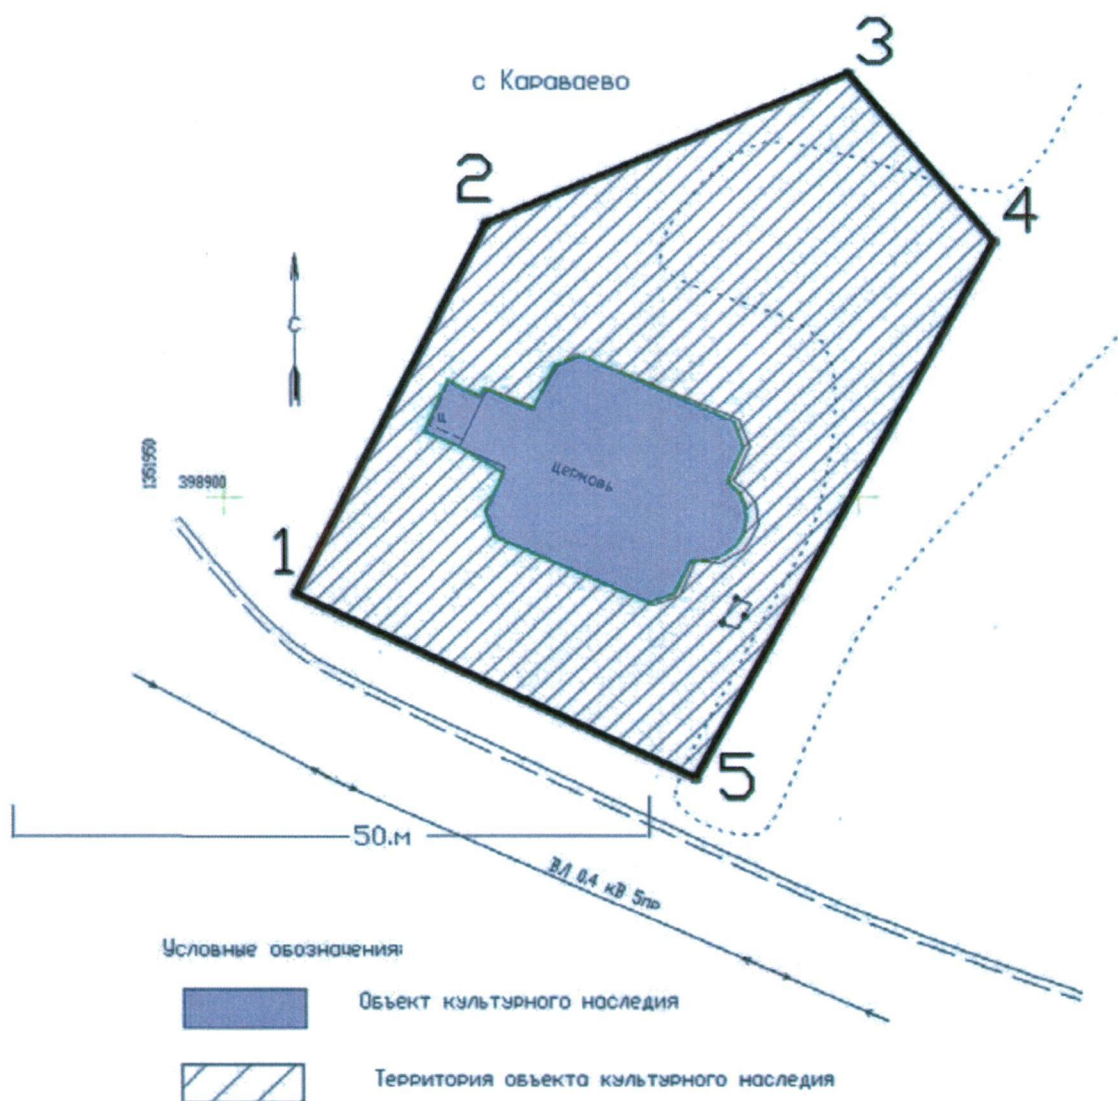 3
с Караваево
2
4
С
Р
церковь
1351950
398900
1
5
50.м
ВЛ 0.4 кВ 5пр
Условные обозначения:
Объект культурного наследия
Территория объекта культурного наследия